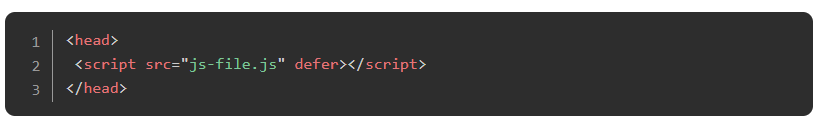 1 <head>
2  <script src="js-file.js" defer></script>
3 </head>